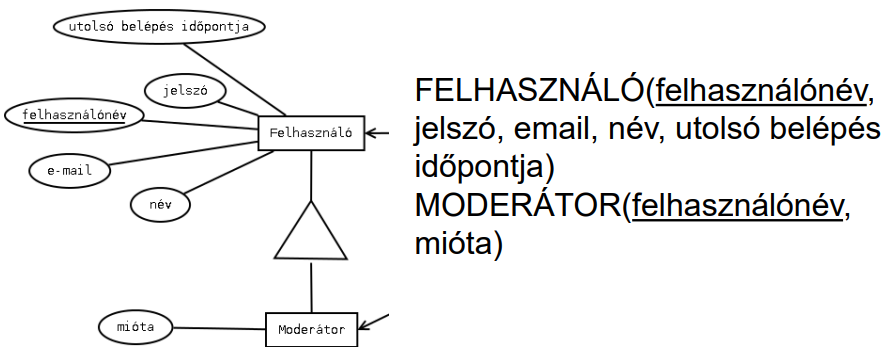 utolsó belépés időpontja
jelszó
felhasználónév
Felhasználó
e-mail
név
mióta
Moderátor
FELHASZNÁLÓ(felhasználónév,
jelszó, email, név, utolsó belépés
időpontja)
MODERÁTOR(felhasználónév,
mióta)